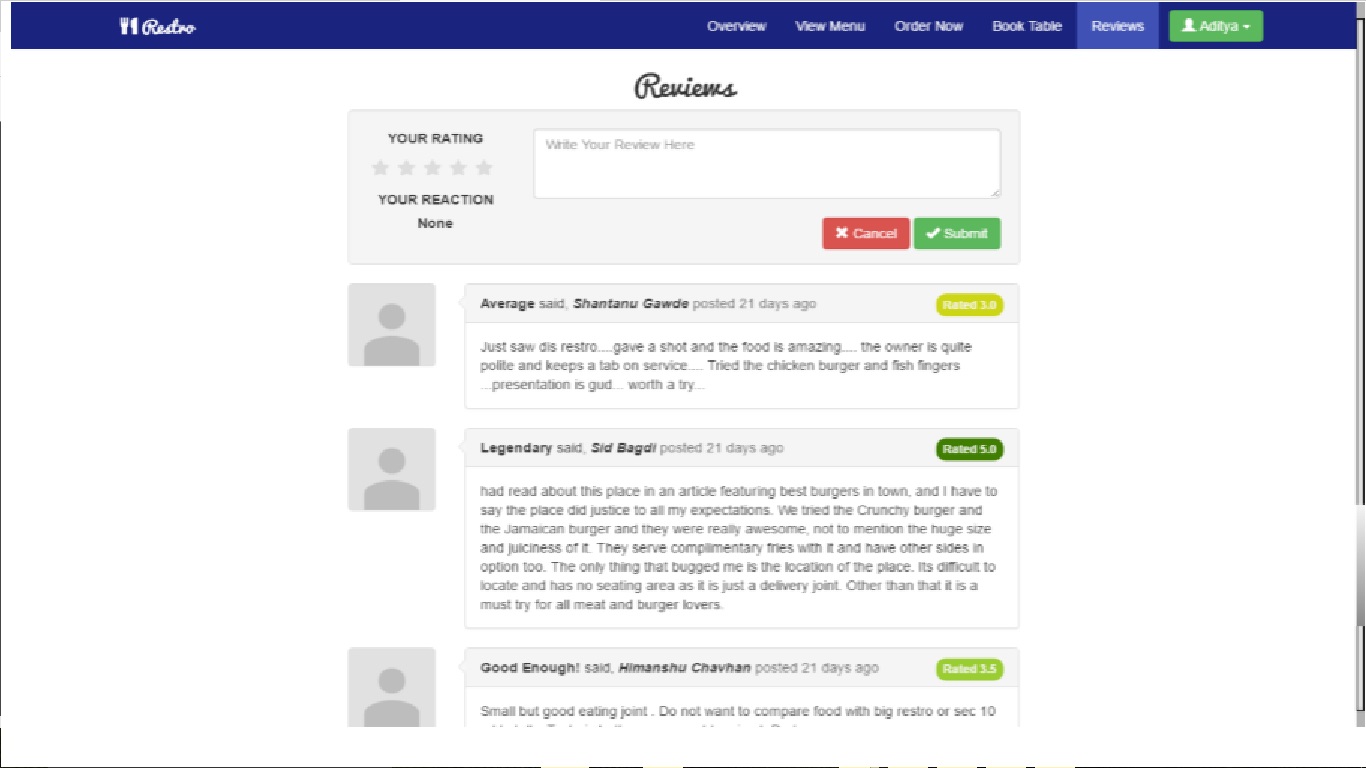 Restro
Overview
View Menu
Order Now
Book Table
Reviews
Aditya
Reviews
YOUR RATING
YOUR REACTION
None
Write Your Review Here
Cancel
Submit
Average said, Shantanu Gawde posted 21 days ago
Rated 3.0
Just saw dis restro....gave a shot and the food is amazing.... the owner is quite
polite and keeps a tab on service.... Tried the chicken burger and fish fingers
...presentation is gud... worth a try...
Legendary said, Sid Bagdi posted 21 days ago
Rated 5.0
had read about this place in an article featuring best burgers in town, and I have to
say the place did justice to all my expectations. We tried the Crunchy burger and
the Jamaican burger and they were really awesome, not to mention the huge size
and juiciness of it. They serve complimentary fries with it and have other sides in
option too. The only thing that bugged me is the location of the place. Its difficult to
locate and has no seating area as it is just a delivery joint. Other than that it is a
must try for all meat and burger lovers.
Good Enough! said, Himanshu Chavhan posted 21 days ago
Rated 3.5
Small but good eating joint . Do not want to compare food with big restro or sec 10